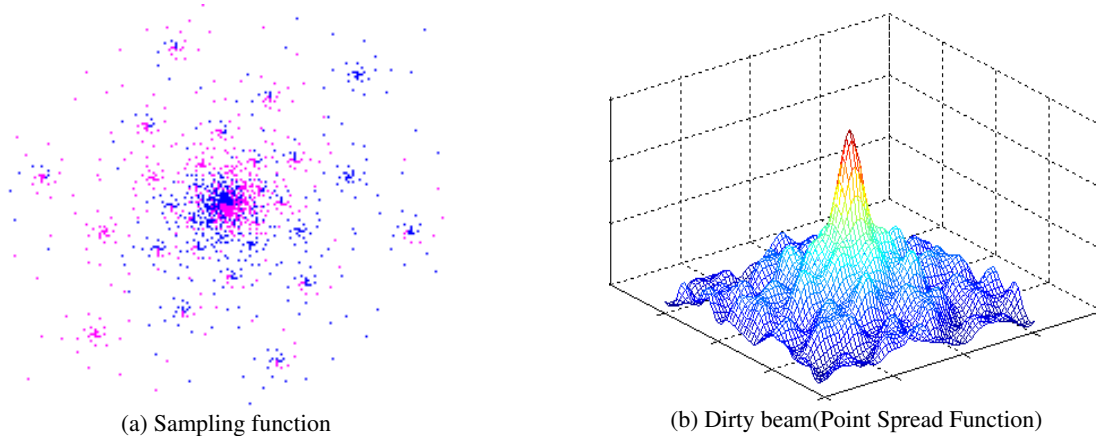 (a) Sampling function
(b) Dirty beam(Point Spread Function)